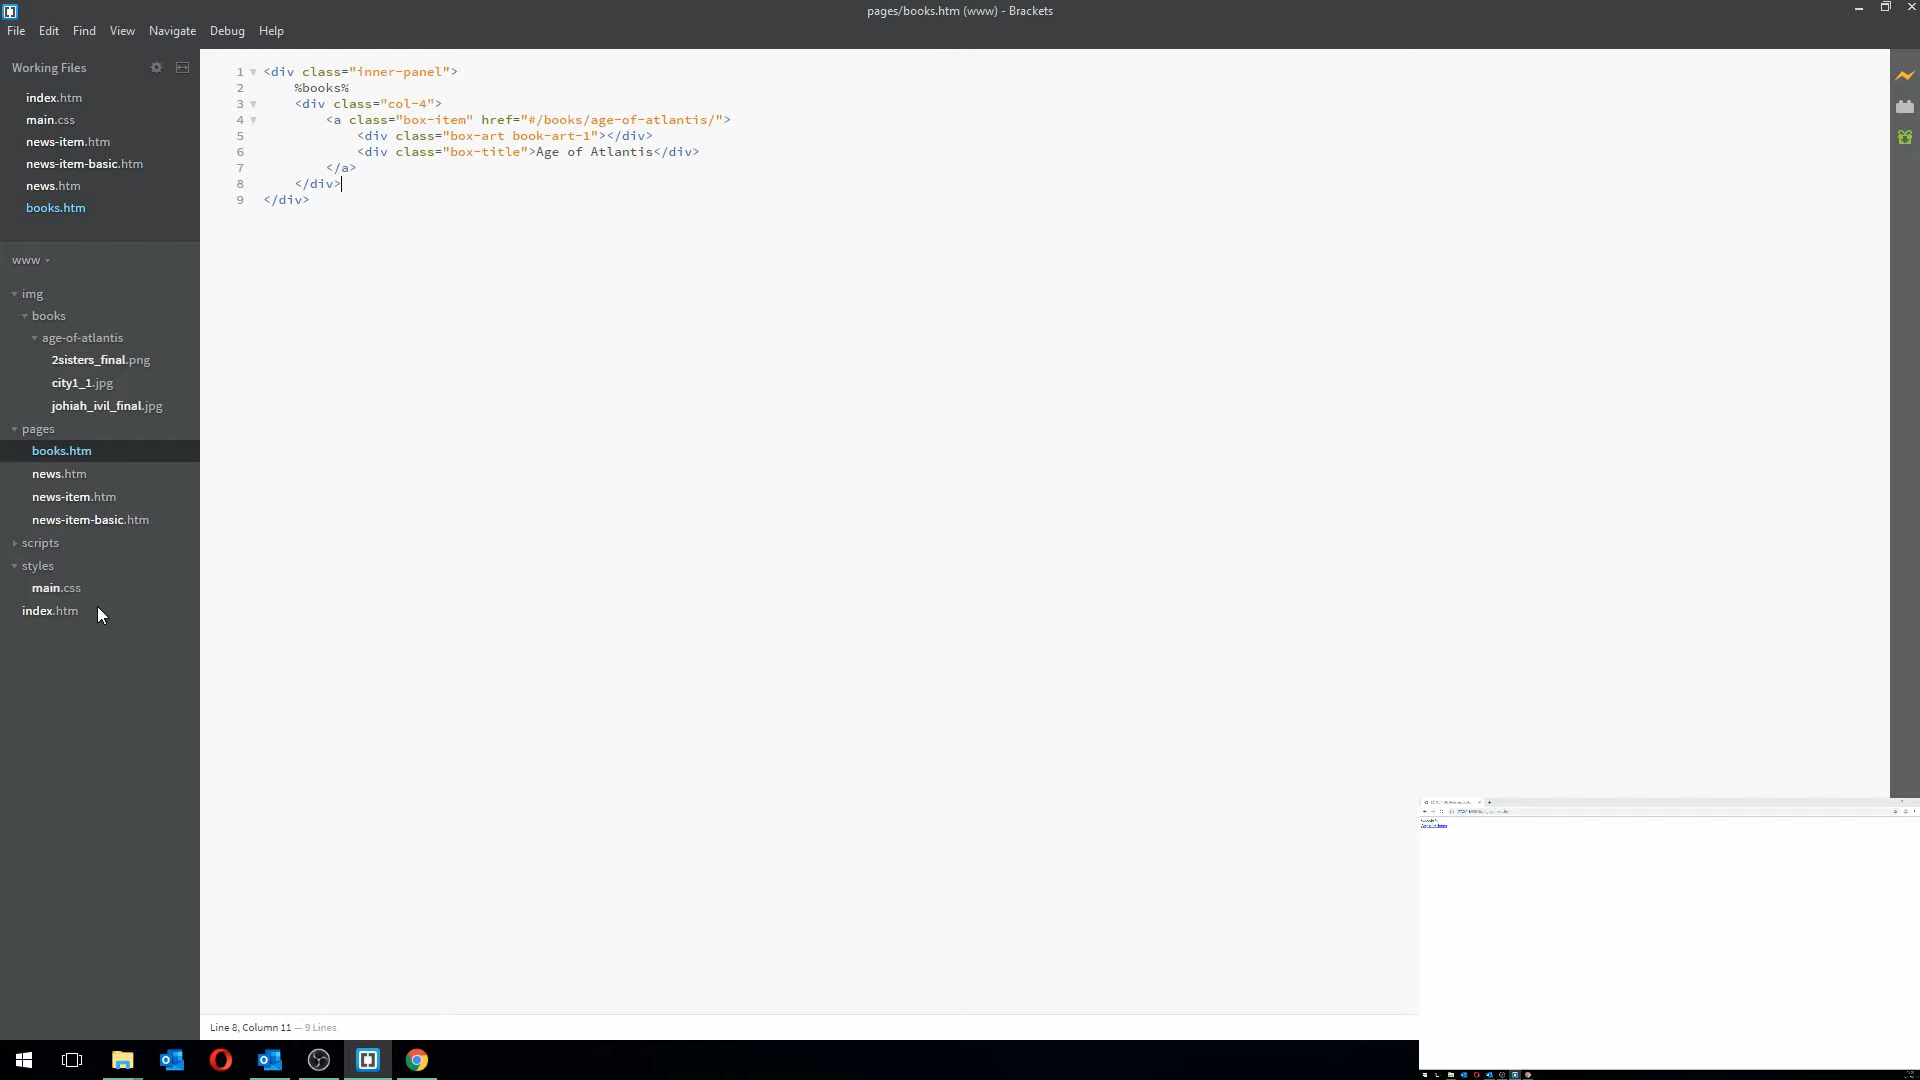 pages/books.htm (www) - Brackets
File Edit Find View Navigate Debug Help
Working Files
index.htm
main.css
news-item.htm
news-item-basic.htm
news.htm
books.htm
www
img
books
age-of-atlantis
2sisters_final.png
city1_1.jpg
johiah_ivil_final.jpg
pages
books.htm
news.htm
news-item.htm
news-item-basic.htm
scripts
styles
main.css
index.htm
1 <div class="inner-panel">
2 %books%
3 <div class="col-4">
4 <a class="box-item" href="#/books/age-of-atlantis/">
5 <div class="box-art book-art-1"></div>
6 <div class="box-title">Age of Atlantis</div>
7 </a>
8 </div>
9 </div>
Line 8, Column 11 — 9 Lines